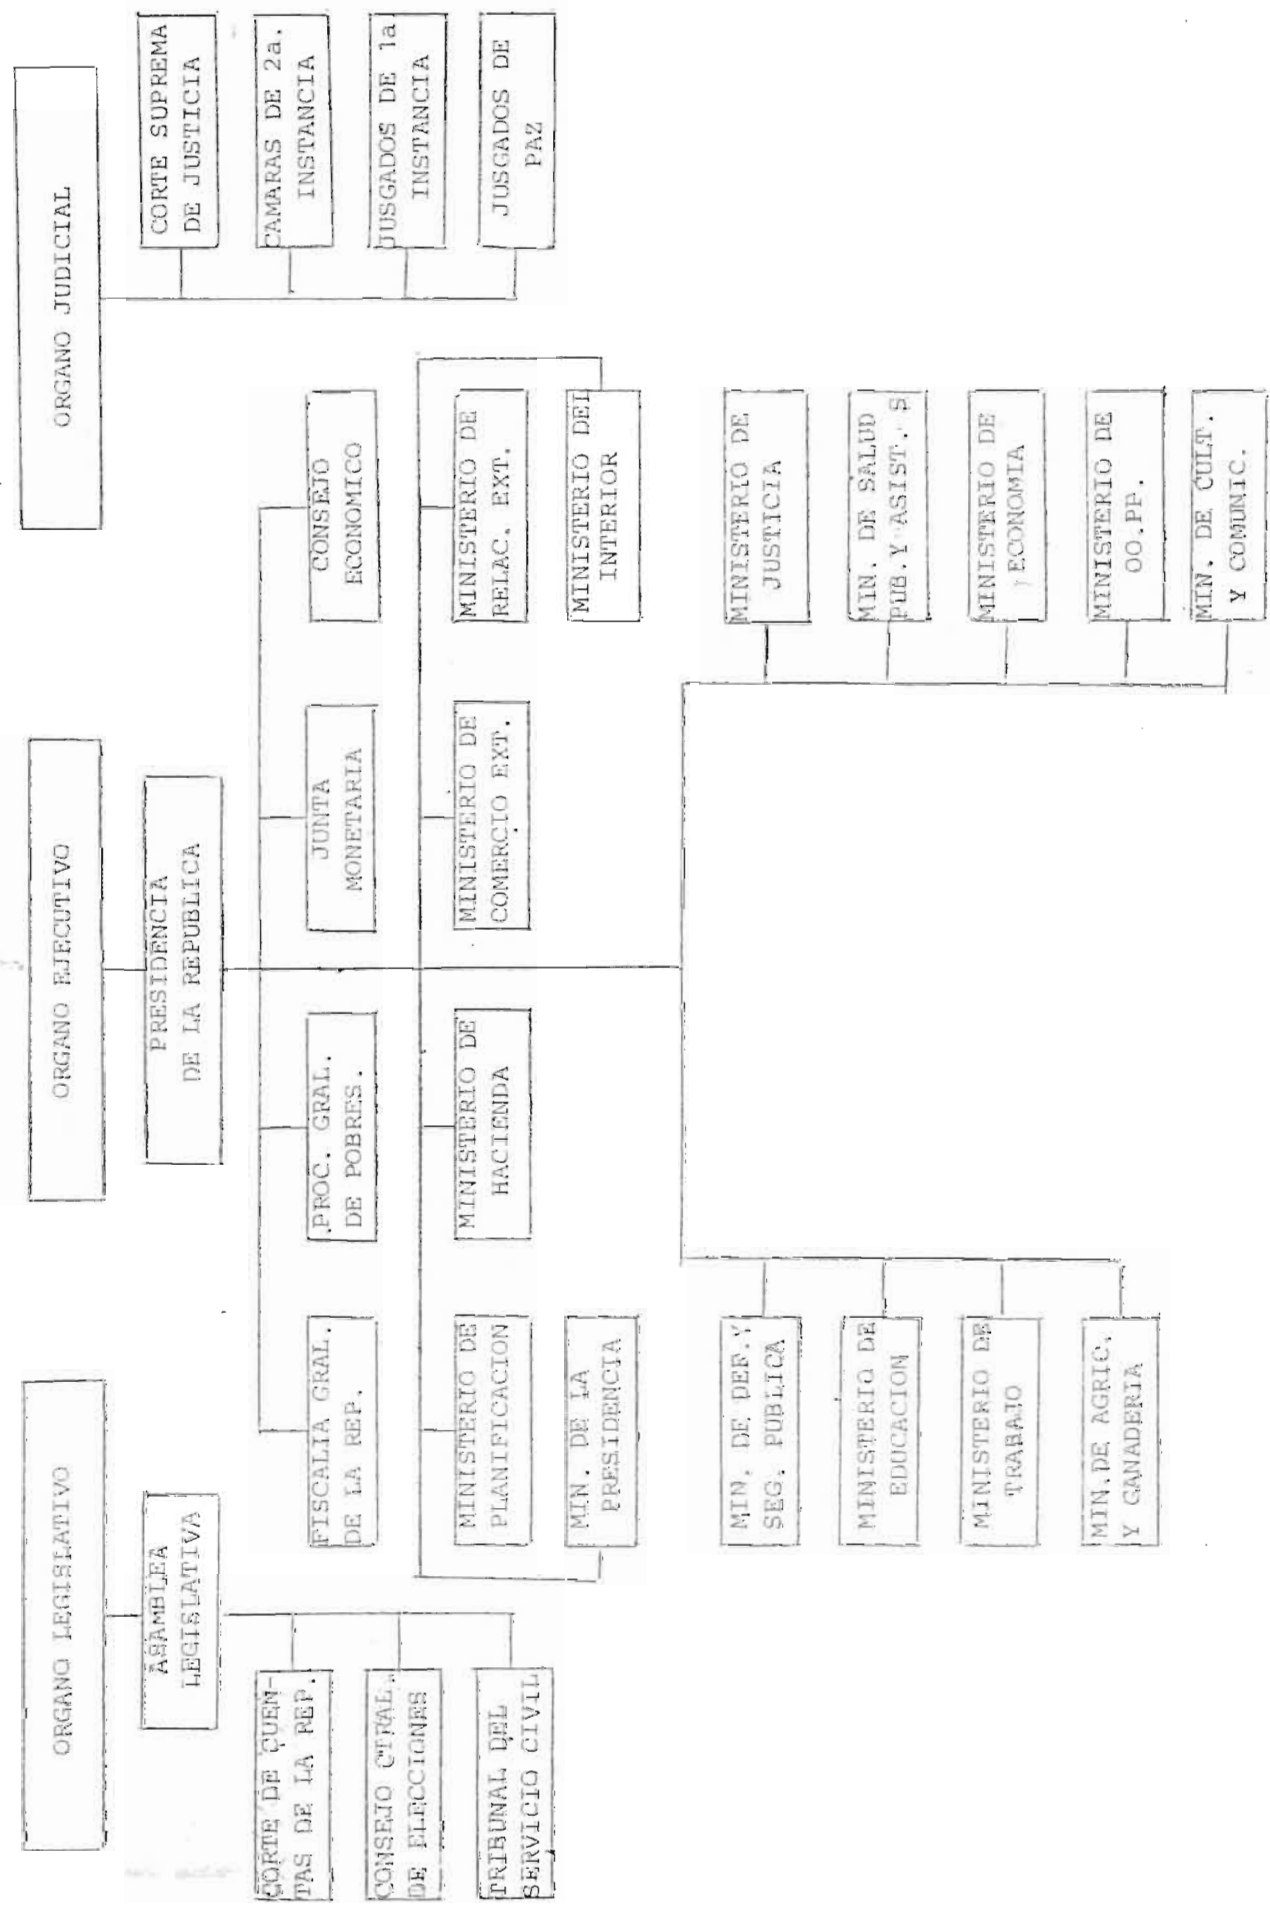 ORGANO LEGISLATIVO
ASAMBLEA
LEGISLATIVA
CORTE DE CUEN-
TAS DE LA REP.
CONSEJO CTRAL.
DE ELECCIONES
TRIBUNAL DEL
SERVICIO CIVIL
ORGANO EJECUTIVO
PRESIDENCIA
DE LA REPUBLICA
FISCALIA GRAL.
DE LA REP.
PROC. GRAL.
DE POBRES.
JUNTA
MONETARIA
CONSEJO
ECONOMICO
MINISTERIO DE
PLANIFICACION
MINISTERIO DE
HACIENDA
MINISTERIO DE
COMERCIO EXT.
MINISTERIO DE
RELAC. EXT.
MIN. DE LA
PRESIDENCIA
MINISTERIO DEL
INTERIOR
MIN. DE DEF.Y
SEG. PUBLICA
MINISTERIO DE
EDUCACION
MINISTERIO DE
TRABAJO
MIN.DE AGRIC.
Y GANADERIA
MINISTERIO DE
JUSTICIA
MIN. DE SALUD
PUB.Y ASIST. S
MINISTERIO DE
ECONOMIA
MINISTERIO DE
OO.PP.
MIN. DE CULT.
Y COMUNIC.
ORGANO JUDICIAL
CORTE SUPREMA
DE JUSTICIA
CAMARAS DE 2a.
INSTANCIA
JUSGADOS DE 1a
INSTANCIA
JUSGADOS DE
PAZ